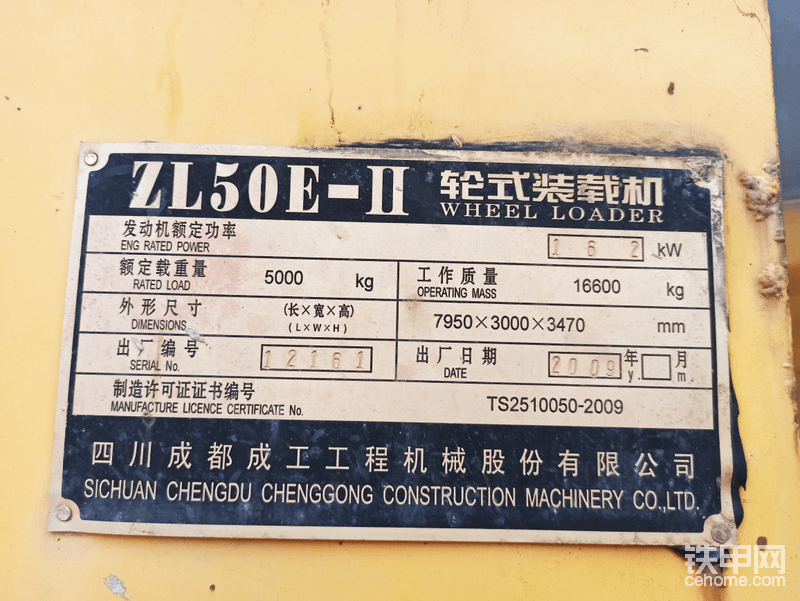 ZL50E-II 轮式装载机
WHEEL LOADER
发动机额定功率 162 kW
ENG RATED POWER
额定载重量 5000 kg 工作质量 16600 kg
RATED LOAD OPERATING MASS
外形尺寸 (长×宽×高) 7950×3000×3470 mm
DIMENSIONS (L×W×H)
出厂编号 12161 出厂日期 2009 年 月
SERIAL No. DATE y. m.
制造许可证证书编号 TS2510050-2009
MANUFACTURE LICENCE CERTIFICATE No.
四川成都成工工程机械股份有限公司
SICHUAN CHENGDU CHENGGONG CONSTRUCTION MACHINERY CO.,LTD.
铁甲网
cehome.com